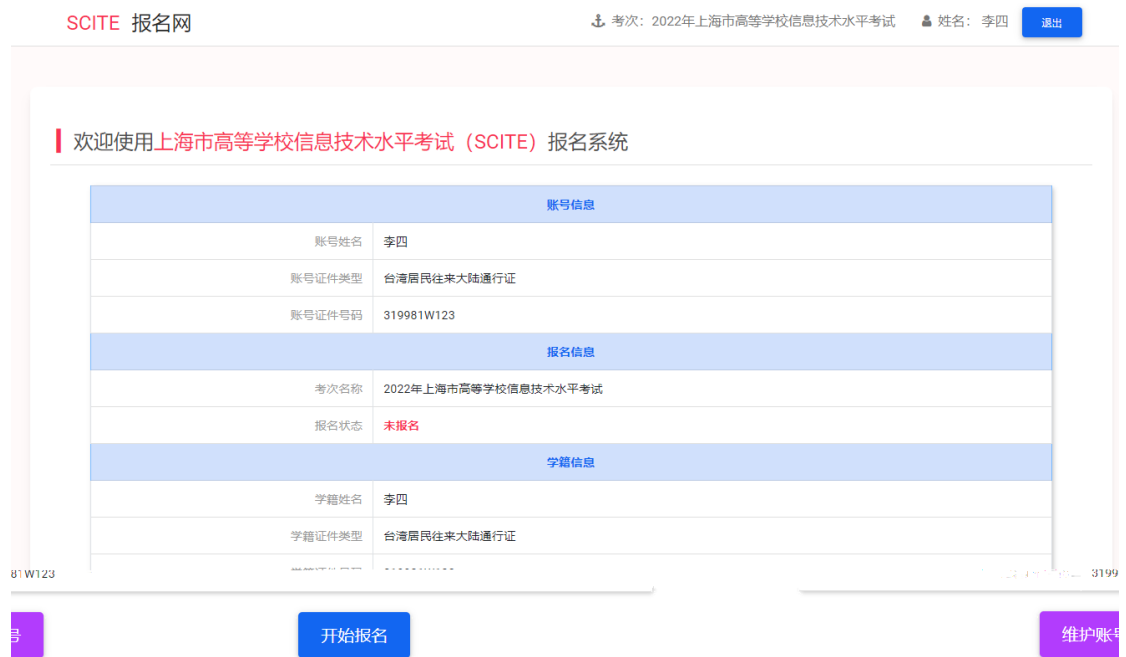 SCITE 报名网 考次：2022年上海市高等学校信息技术水平考试 姓名： 李四 退出
欢迎使用上海市高等学校信息技术水平考试（SCITE）报名系统
账号信息
账号姓名 李四
账号证件类型 台湾居民往来大陆通行证
账号证件号码 319981W123
报名信息
考次名称 2022年上海市高等学校信息技术水平考试
报名状态 未报名
学籍信息
学籍姓名 李四
学籍证件类型 台湾居民往来大陆通行证
81W123 3199
号 开始报名 维护账号